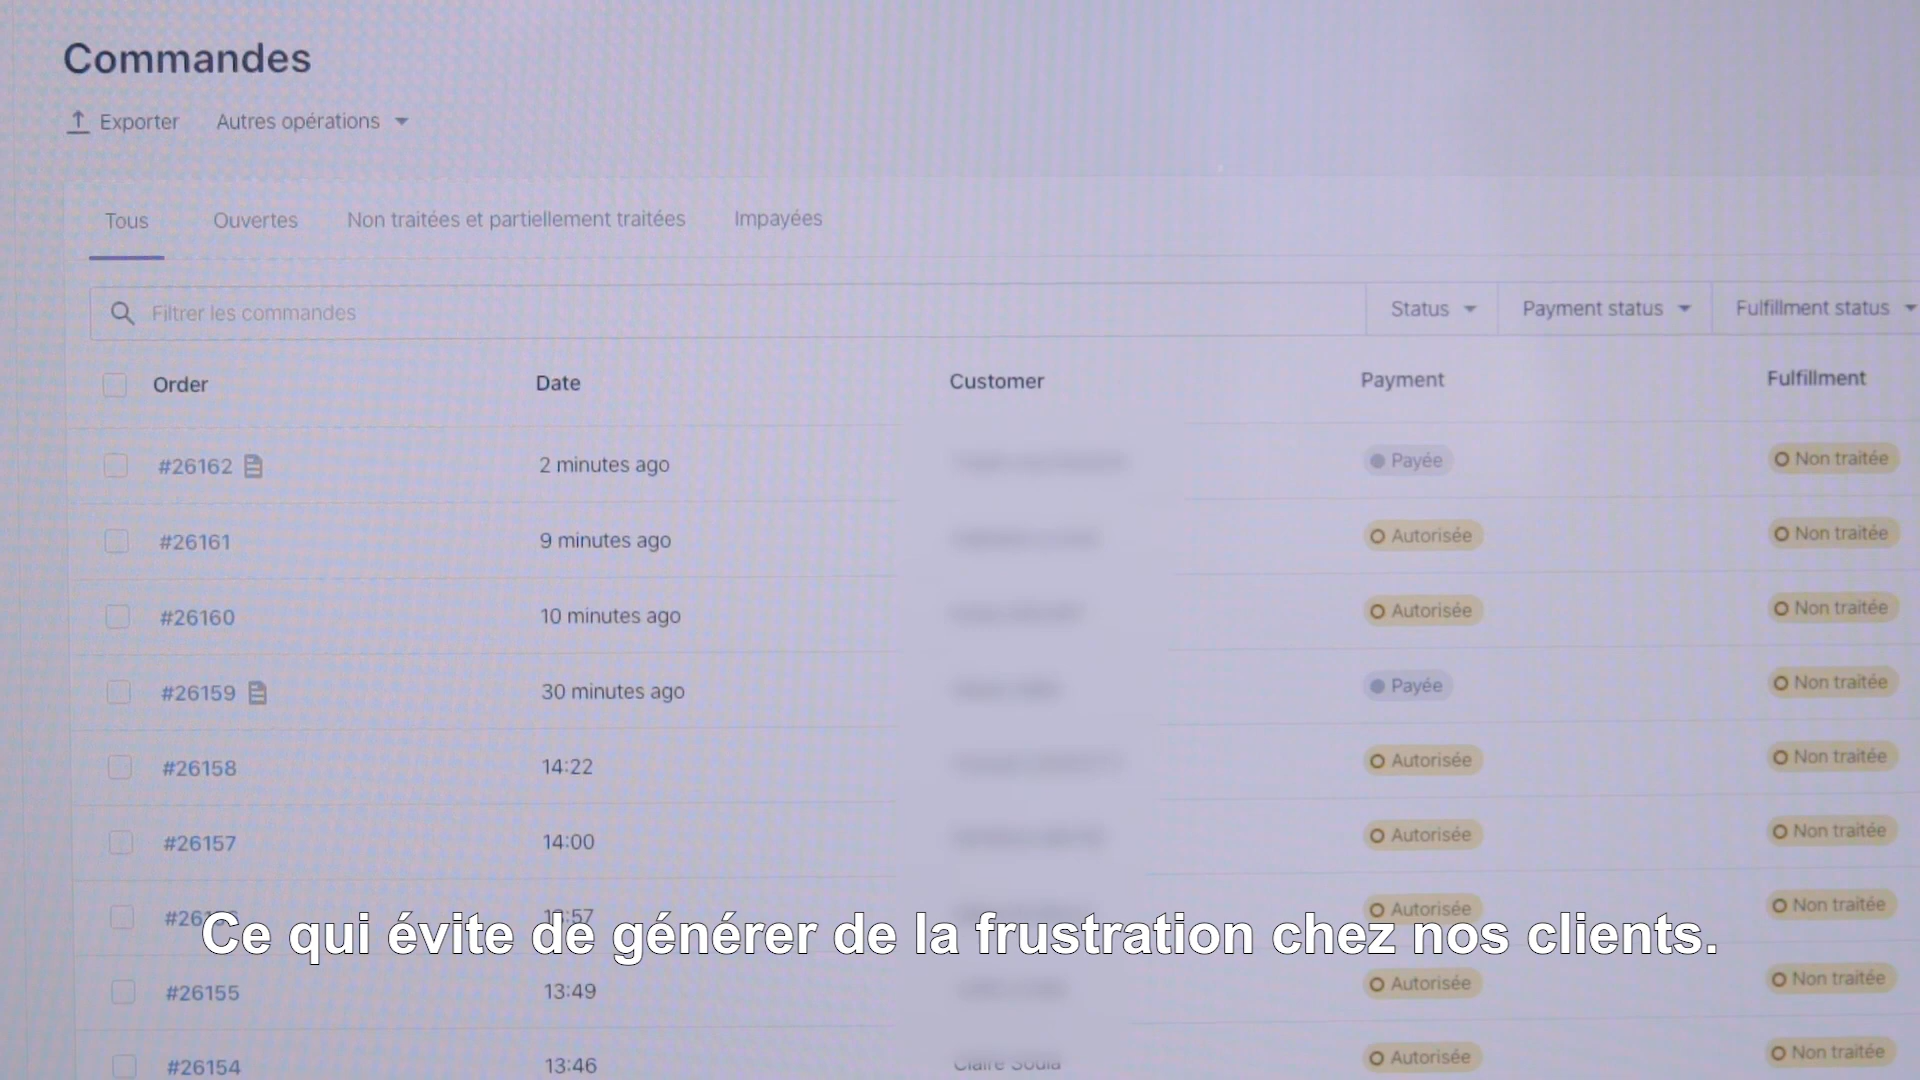 Commandes
Exporter Autres opérations
Tous Ouvertes Non traitées et partiellement traitées Impayées
Filtrer les commandes Status Payment status Fulfillment status
Order Date Customer Payment Fulfillment
#26162 2 minutes ago Payée Non traitée
#26161 9 minutes ago Autorisée Non traitée
#26160 10 minutes ago Autorisée Non traitée
#26159 30 minutes ago Payée Non traitée
#26158 14:22 Autorisée Non traitée
#26157 14:00 Autorisée Non traitée
Autorisée Non traitée
Ce qui évite de générer de la frustration chez nos clients.
#26155 13:49 Autorisée Non traitée
#26154 13:46 Autorisée Non traitée